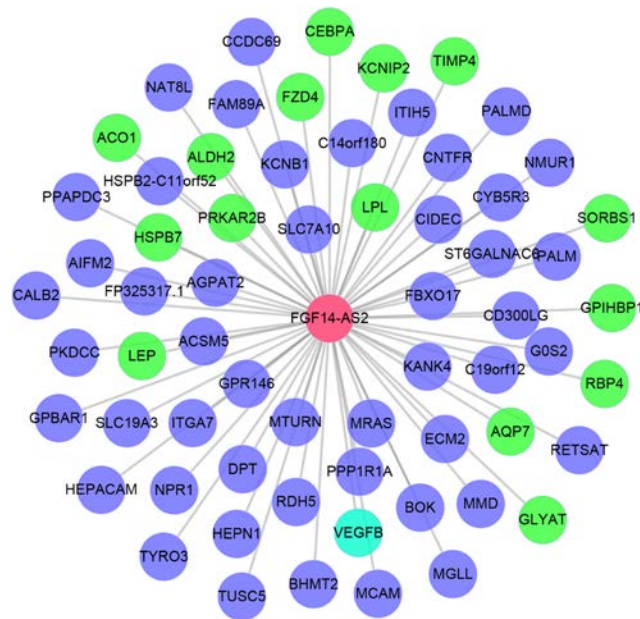 CEBPA
CCDC69
KCNIP2
TIMP4
NAT8L
FAM89A
FZD4
ITIH5
PALMD
ACO1
C14orf180
ALDH2
KCNB1
CNTFR
NMUR1
HSPB2-C11orf52
PPAPDC3
PRKAR2B
LPL
CYB5R3
SORBS1
HSPB7
SLC7A10
CIDEC
ST6GALNAC6
PALM
AIFM2
AGPAT2
CALB2
FP325317.1
FBXO17
FGF14-AS2
CD300LG
GPIHBP1
PKDCC
LEP
ACSM5
G0S2
KANK4
C19orf12
RBP4
GPR146
GPBAR1
SLC19A3
ITGA7
MTURN
MRAS
ECM2
AQP7
RETSAT
HEPACAM
NPR1
DPT
PPP1R1A
RDH5
BOK
MMD
GLYAT
HEPN1
VEGFB
TYRO3
TUSC5
BHMT2
MCAM
MGLL